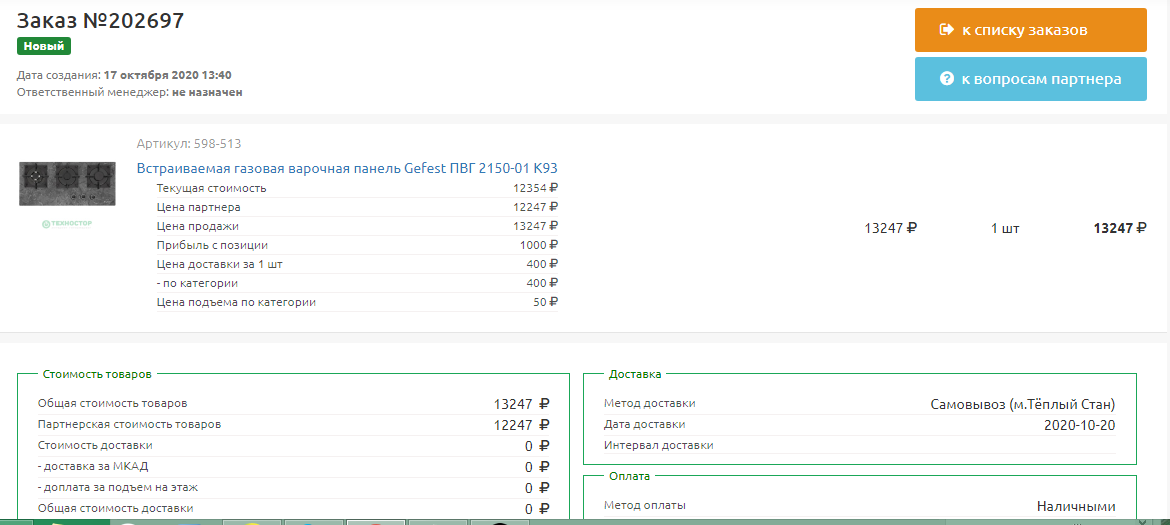 Заказ №202697
к списку заказов
Новый
Дата создания: 17 октября 2020 13:40
к вопросам партнера
Ответственный менеджер: не назначен
Артикул: 598-513
Встраиваемая газовая варочная панель Gefest ПВГ 2150-01 К93
Текущая стоимость 12354 ₽
Цена партнера 12247 ₽
ТЕХНОСТОР
Цена продажи 13247 ₽
13247 ₽ 1 шт 13247 ₽
Прибыль с позиции 1000 ₽
Цена доставки за 1 шт 400 ₽
- по категории 400 ₽
Цена подъема по категории 50 ₽
Стоимость товаров
Общая стоимость товаров 13247 ₽
Партнерская стоимость товаров 12247 ₽
Стоимость доставки 0 ₽
- доставка за МКАД 0 ₽
- доплата за подъем на этаж 0 ₽
Общая стоимость доставки 0 ₽
Доставка
Метод доставки Самовывоз (м.Тёплый Стан)
Дата доставки 2020-10-20
Интервал доставки
Оплата
Метод оплаты Наличными